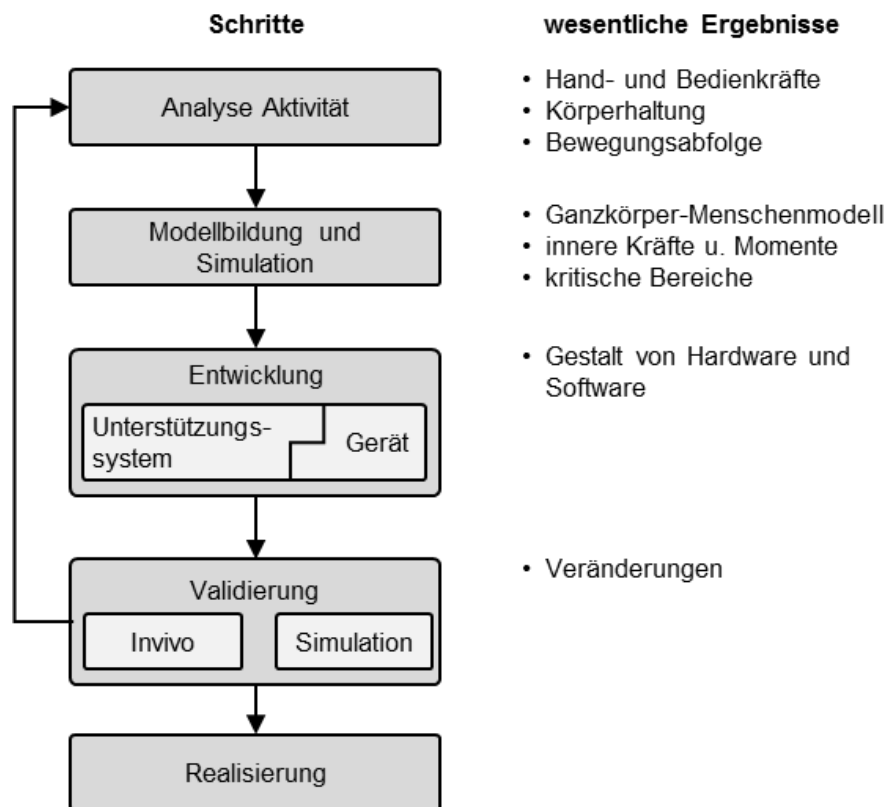 Schritte
wesentliche Ergebnisse
Analyse Aktivität
• Hand- und Bedienkräfte
• Körperhaltung
• Bewegungsabfolge
Modellbildung und
Simulation
• Ganzkörper-Menschenmodell
• innere Kräfte u. Momente
• kritische Bereiche
Entwicklung
Unterstützungs-
system
Gerät
• Gestalt von Hardware und
Software
Validierung
Invivo
Simulation
• Veränderungen
Realisierung